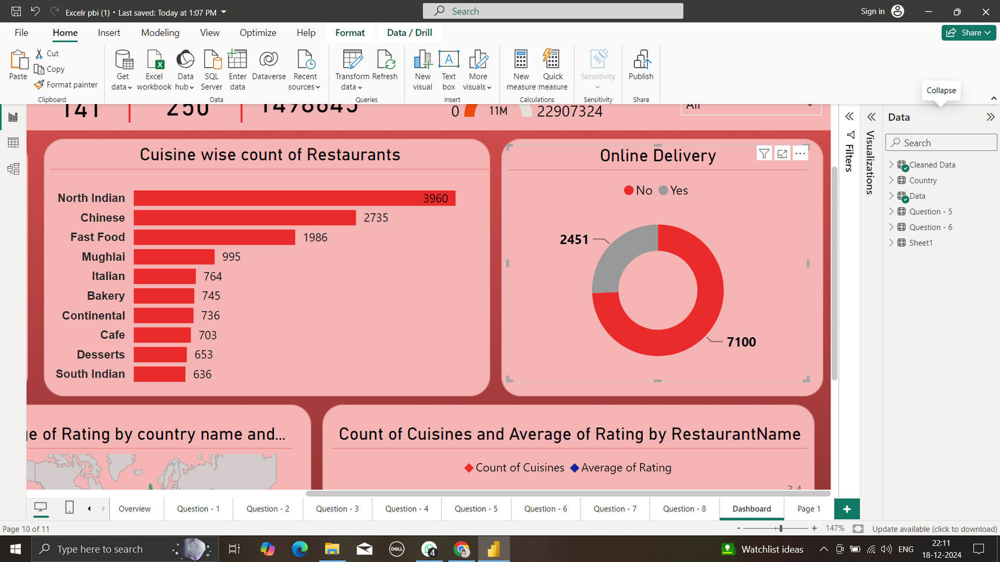 Excelr pbi (1) • Last saved: Today at 1:07 PM
Search
Sign in
File Home Insert Modeling View Optimize Help Format Data / Drill
Share
Paste
Cut
Copy
Format painter
Clipboard
Get data
Excel workbook
Data hub
SQL Server
Enter data
Dataverse
Recent sources
Data
Transform data
Refresh
Queries
New visual
Text box
More visuals
Insert
New measure
Quick measure
Calculations
Sensitivity
Sensitivity
Publish
Share
Collapse
141 250 1498645 0 11M 22907324 All
Cuisine wise count of Restaurants
North Indian 3960
Chinese 2735
Fast Food 1986
Mughlai 995
Italian 764
Bakery 745
Continental 736
Cafe 703
Desserts 653
South Indian 636
Online Delivery
No Yes
2451
7100
ge of Rating by country name and...
Count of Cuisines and Average of Rating by RestaurantName
Count of Cuisines Average of Rating
3.4
Filters
Visualizations
Data
Search
Cleaned Data
Country
Data
Question - 5
Question - 6
Sheet1
Overview Question - 1 Question - 2 Question - 3 Question - 4 Question - 5 Question - 6 Question - 7 Question - 8 Dashboard Page 1 +
Page 10 of 11
- + 147% Update available (click to download)
Type here to search
DELL
4
Watchlist ideas
ENG
22:11
18-12-2024